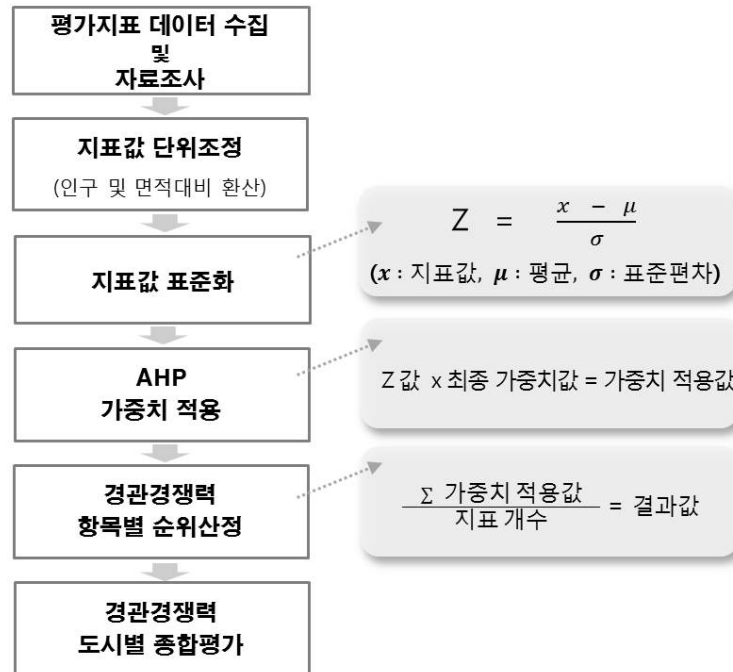 평가지표 데이터 수집
및
자료조사
지표값 단위조정
(인구 및 면적대비 환산)
지표값 표준화
Z = x − μ / σ
(x : 지표값, μ : 평균, σ : 표준편차)
AHP
가중치 적용
Z 값 x 최종 가중치값 = 가중치 적용값
경관경쟁력
항목별 순위산정
Σ 가중치 적용값
지표 개수
= 결과값
경관경쟁력
도시별 종합평가